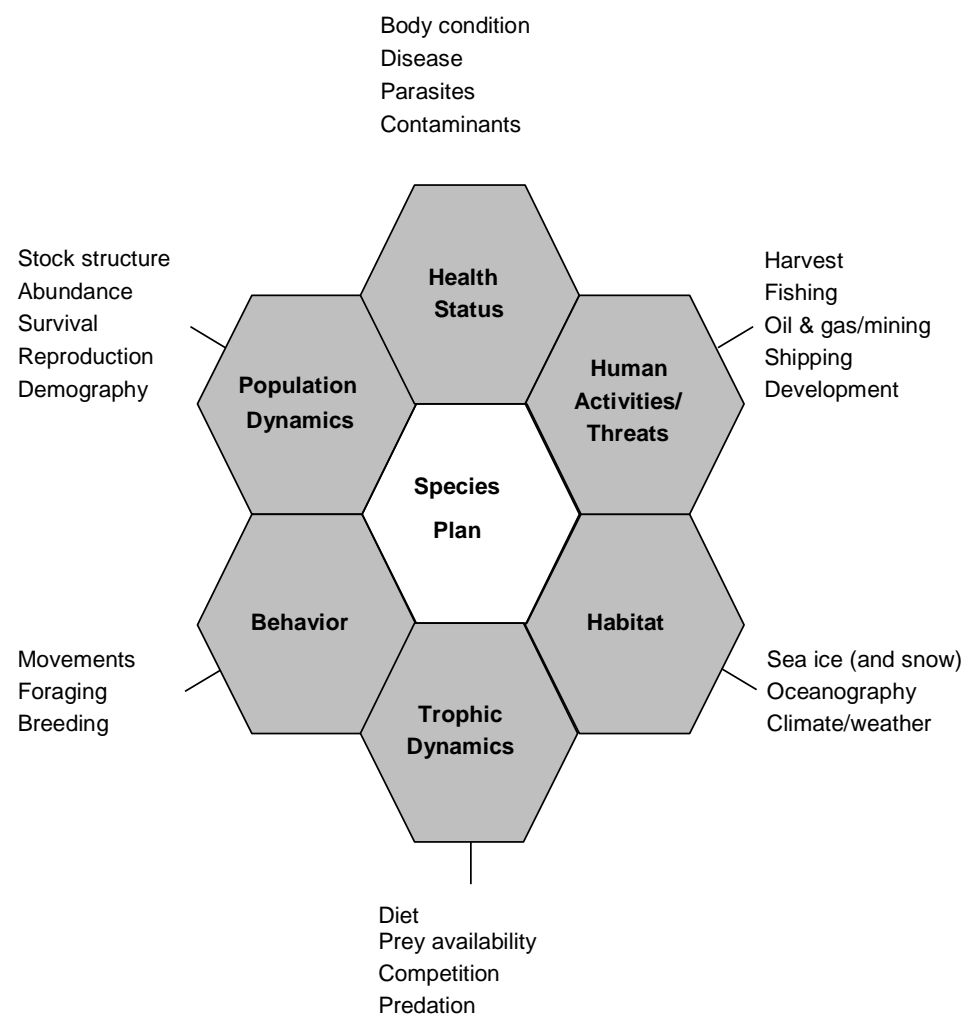 Body condition
Disease
Parasites
Contaminants
Health
Status
Stock structure
Abundance
Survival
Reproduction
Demography
Population
Dynamics
Harvest
Fishing
Oil & gas/mining
Shipping
Development
Human
Activities/
Threats
Species
Plan
Behavior
Movements
Foraging
Breeding
Habitat
Sea ice (and snow)
Oceanography
Climate/weather
Trophic
Dynamics
Diet
Prey availability
Competition
Predation